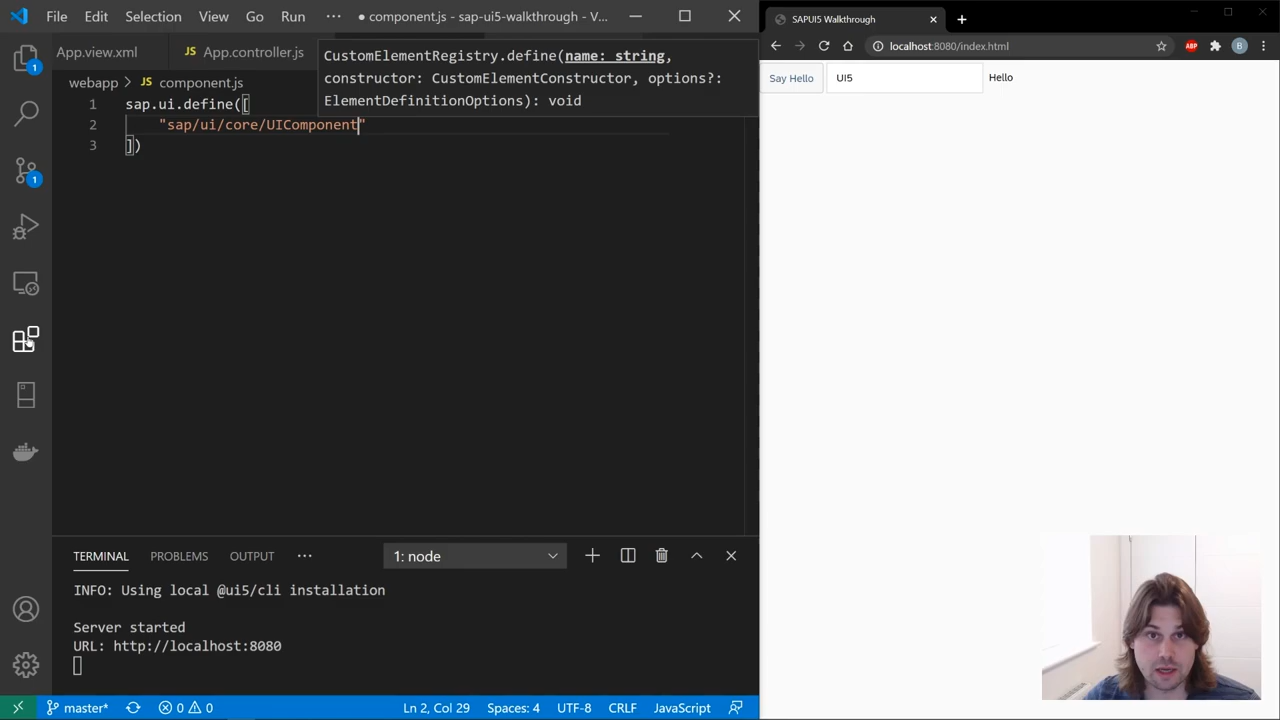 File Edit Selection View Go Run ··· ● component.js - sap-ui5-walkthrough - V...
SAPUI5 Walkthrough
localhost:8080/index.html
ABP
B
App.view.xml
JS App.controller.js
CustomElementRegistry.define(name: string,
constructor: CustomElementConstructor, options?:
ElementDefinitionOptions): void
webapp > JS component.js
1 sap.ui.define([
2 "sap/ui/core/UIComponent"
3 ])
1
1
Say Hello
UI5
Hello
TERMINAL PROBLEMS OUTPUT ··· 1: node
INFO: Using local @ui5/cli installation
Server started
URL: http://localhost:8080
master* 0 0 Ln 2, Col 29 Spaces: 4 UTF-8 CRLF JavaScript